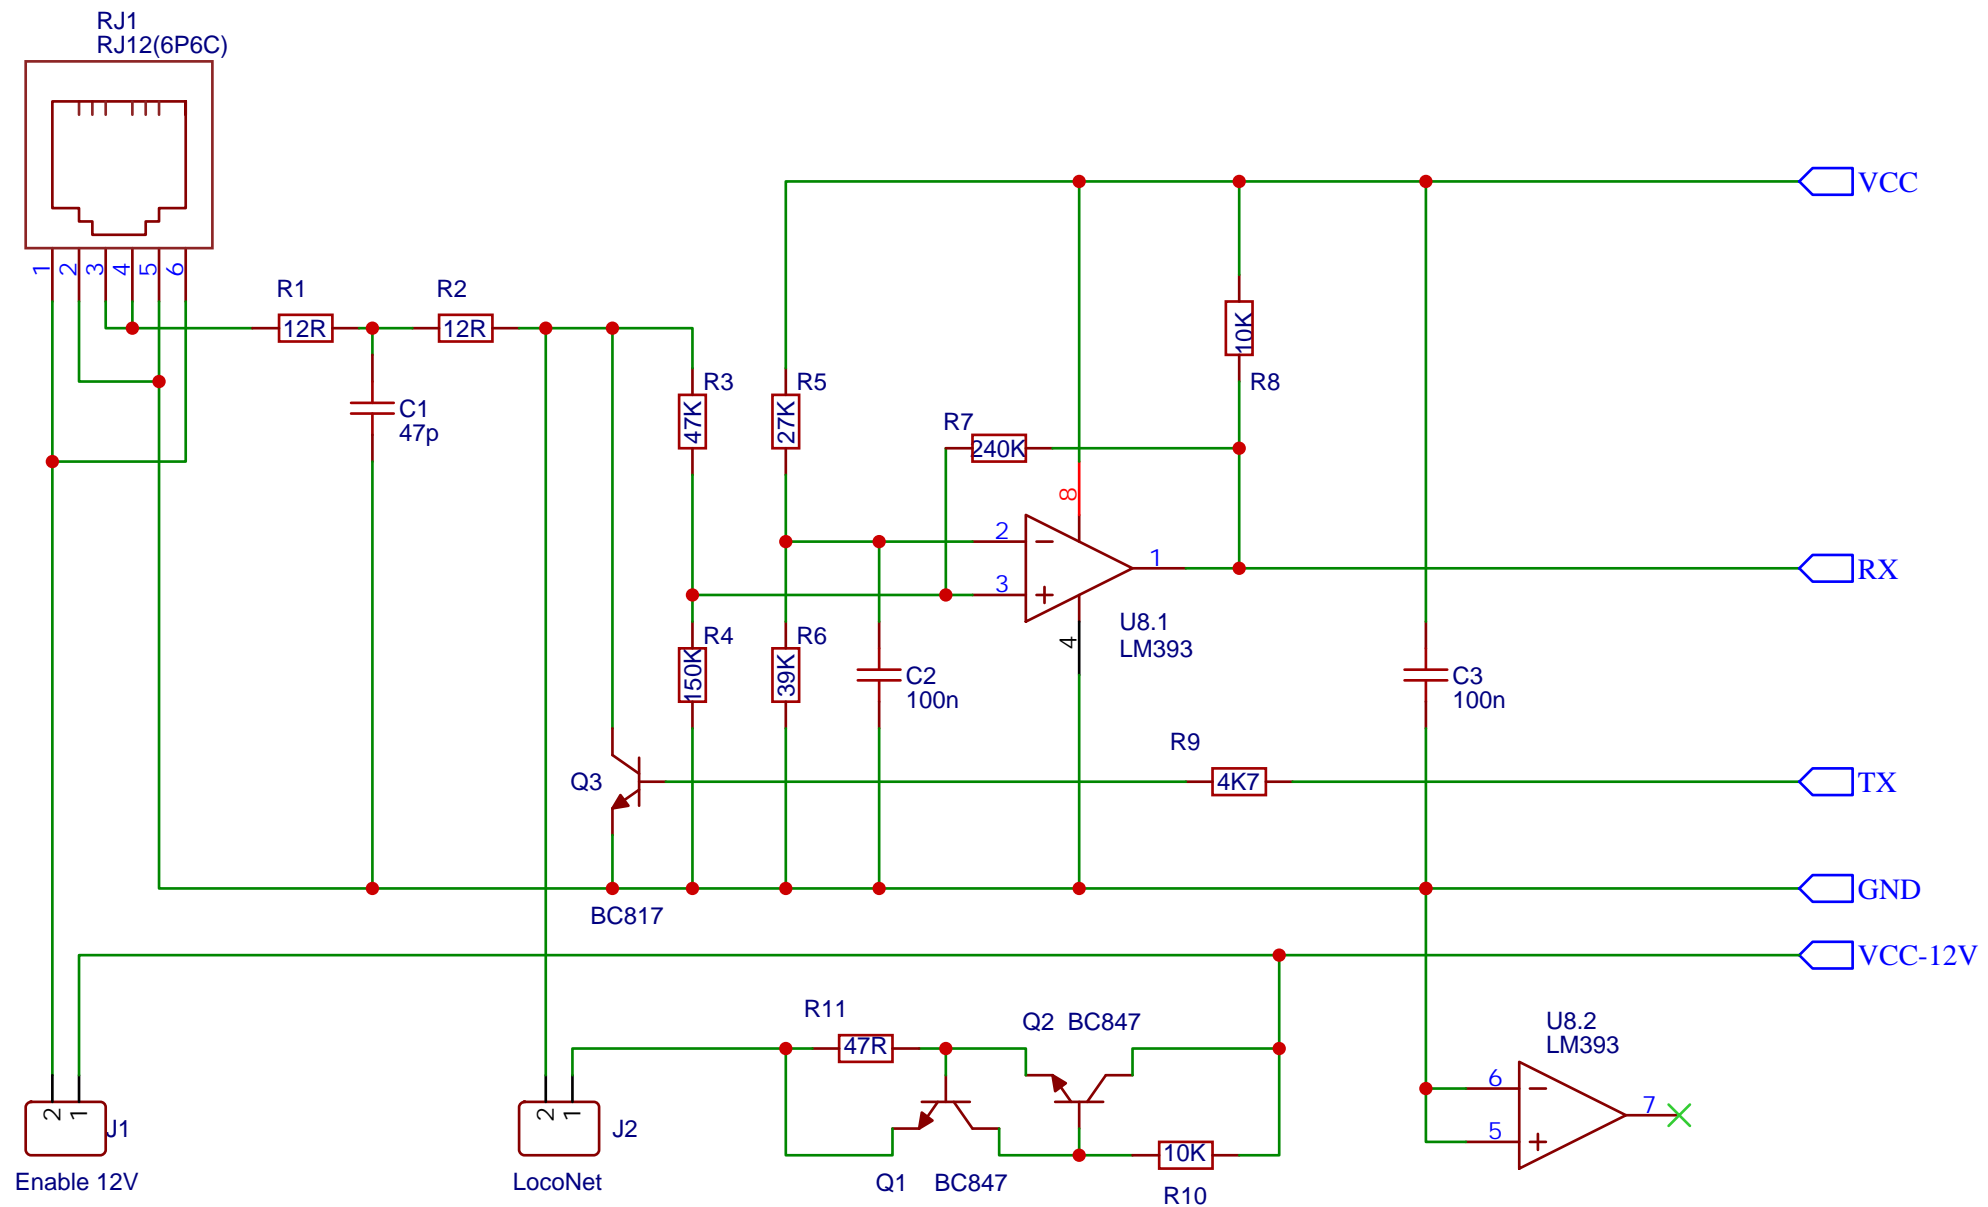 RJ1
RJ12(6P6C)
1
2
3
4
5
6
R1
12R
R2
12R
C1
47p
R3
47K
R5
27K
R7
240K
10K
R8
VCC
8
2
3
1
4
U8.1
LM393
RX
R4
150K
R6
39K
C2
100n
C3
100n
Q3
BC817
R9
4K7
TX
GND
VCC-12V
R11
47R
Q2 BC847
Q1 BC847
10K
R10
U8.2
LM393
6
5
7
2
1
J1
Enable 12V
2
1
J2
LocoNet